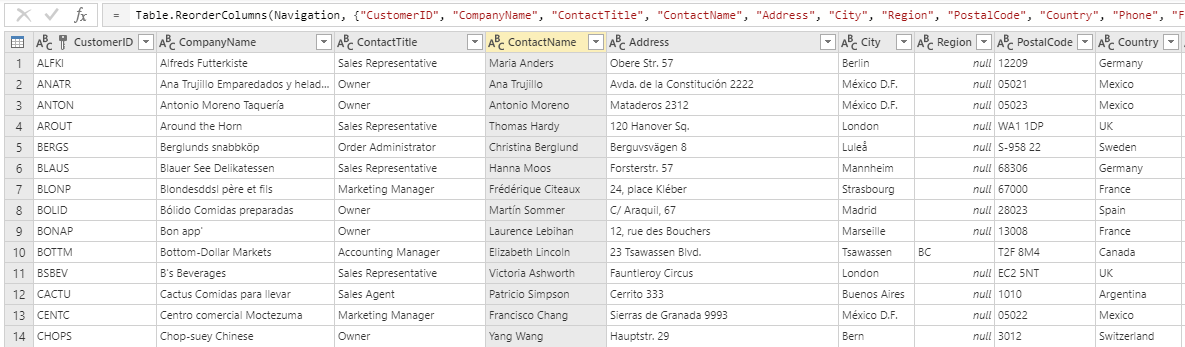 fx = Table.ReorderColumns(Navigation, {"CustomerID", "CompanyName", "ContactTitle", "ContactName", "Address", "City", "Region", "PostalCode", "Country", "Phone", "F
ABC CustomerID ABC CompanyName ABC ContactTitle ABC ContactName ABC Address ABC City ABC Region ABC PostalCode ABC Country
1 ALFKI Alfreds Futterkiste Sales Representative Maria Anders Obere Str. 57 Berlin null 12209 Germany
2 ANATR Ana Trujillo Emparedados y helad... Owner Ana Trujillo Avda. de la Constitución 2222 México D.F. null 05021 Mexico
3 ANTON Antonio Moreno Taquería Owner Antonio Moreno Mataderos 2312 México D.F. null 05023 Mexico
4 AROUT Around the Horn Sales Representative Thomas Hardy 120 Hanover Sq. London null WA1 1DP UK
5 BERGS Berglunds snabbköp Order Administrator Christina Berglund Berguvsvägen 8 Luleå null S-958 22 Sweden
6 BLAUS Blauer See Delikatessen Sales Representative Hanna Moos Forsterstr. 57 Mannheim null 68306 Germany
7 BLONP Blondesddsl père et fils Marketing Manager Frédérique Citeaux 24, place Kléber Strasbourg null 67000 France
8 BOLID Bólido Comidas preparadas Owner Martín Sommer C/ Araquil, 67 Madrid null 28023 Spain
9 BONAP Bon app' Owner Laurence Lebihan 12, rue des Bouchers Marseille null 13008 France
10 BOTTM Bottom-Dollar Markets Accounting Manager Elizabeth Lincoln 23 Tsawassen Blvd. Tsawassen BC T2F 8M4 Canada
11 BSBEV B's Beverages Sales Representative Victoria Ashworth Fauntleroy Circus London null EC2 5NT UK
12 CACTU Cactus Comidas para llevar Sales Agent Patricio Simpson Cerrito 333 Buenos Aires null 1010 Argentina
13 CENTC Centro comercial Moctezuma Marketing Manager Francisco Chang Sierras de Granada 9993 México D.F. null 05022 Mexico
14 CHOPS Chop-suey Chinese Owner Yang Wang Hauptstr. 29 Bern null 3012 Switzerland